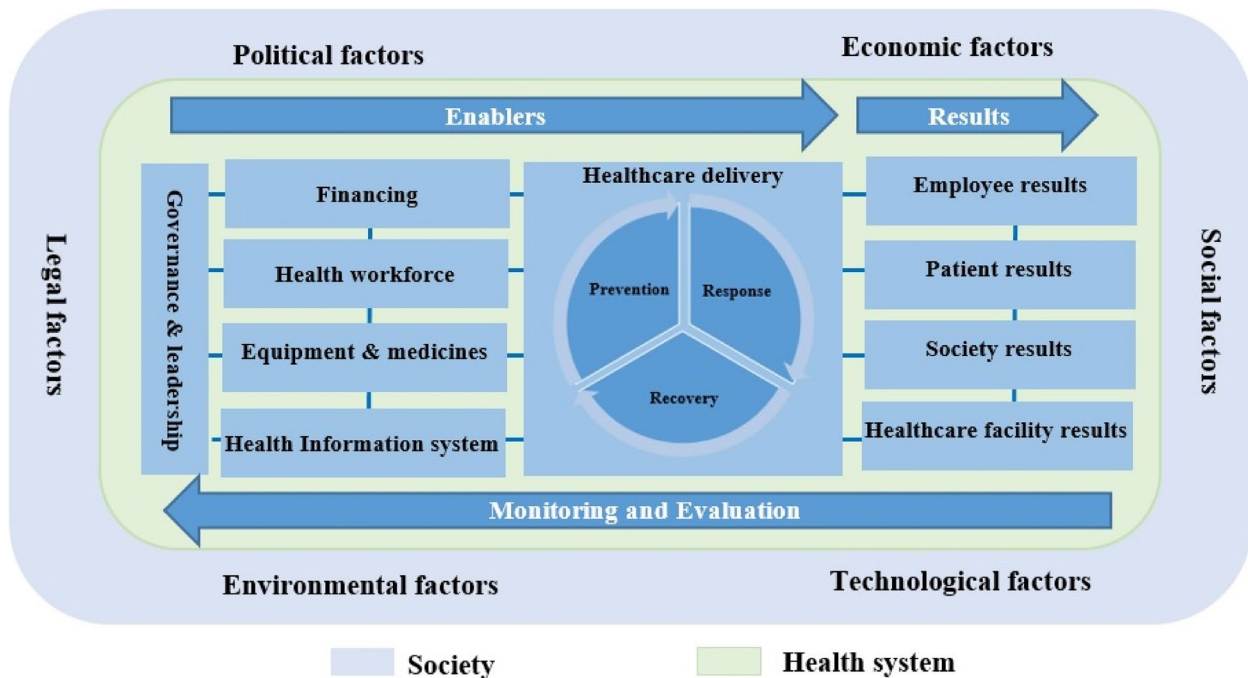 Political factors
Economic factors
Enablers
Results
Legal factors
Governance & leadership
Financing
Health workforce
Equipment & medicines
Health Information system
Healthcare delivery
Prevention
Response
Recovery
Employee results
Patient results
Society results
Healthcare facility results
Social factors
Monitoring and Evaluation
Environmental factors
Technological factors
Society
Health system